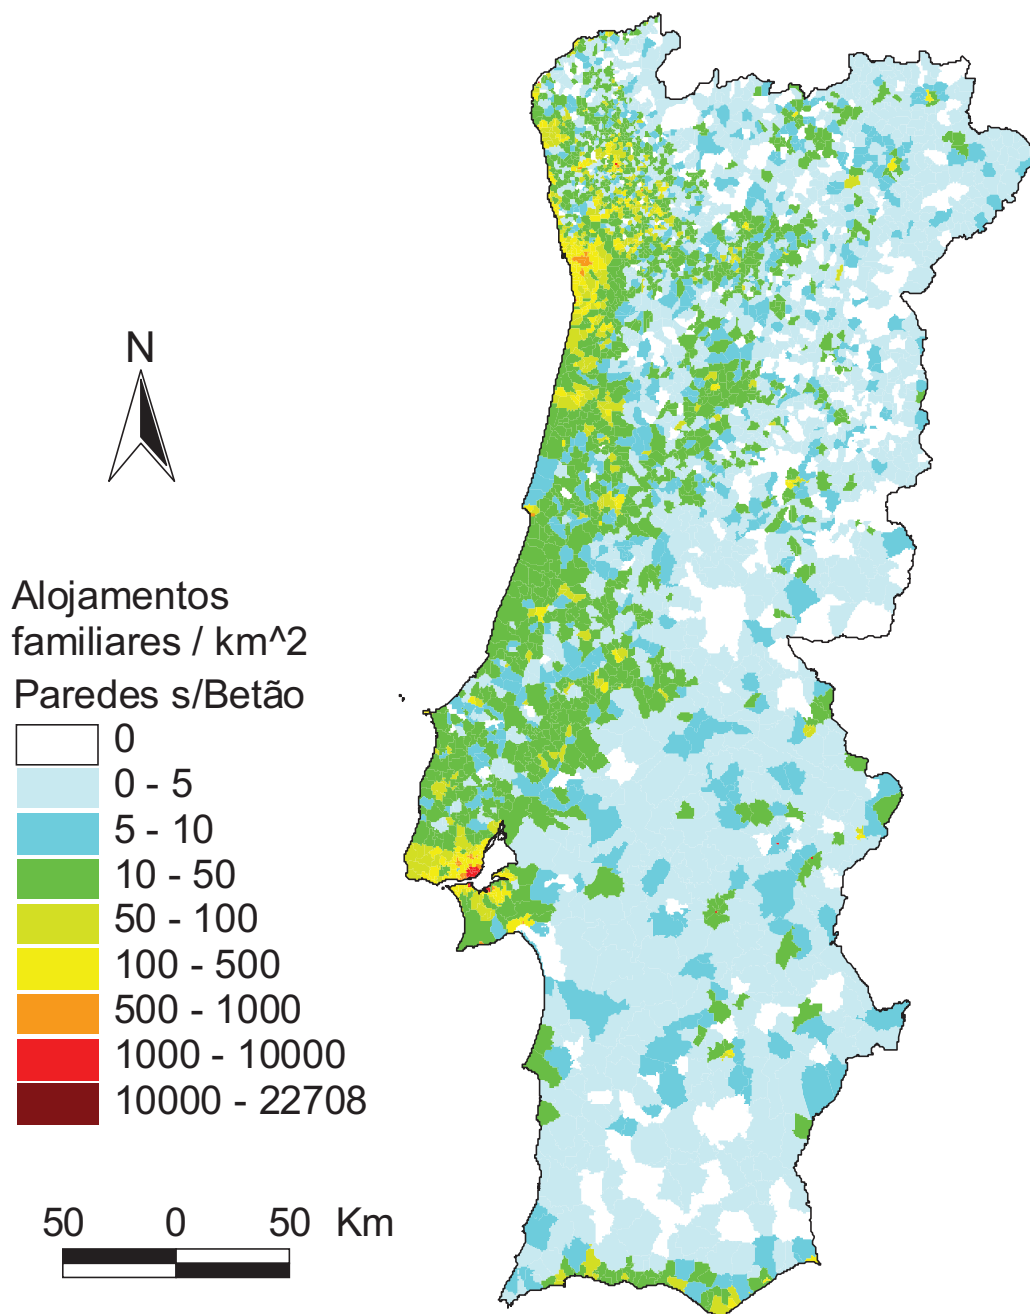 N
Alojamentos
familiares / km^2
Paredes s/Betão
0
0 - 5
5 - 10
10 - 50
50 - 100
100 - 500
500 - 1000
1000 - 10000
10000 - 22708
50 0 50 Km